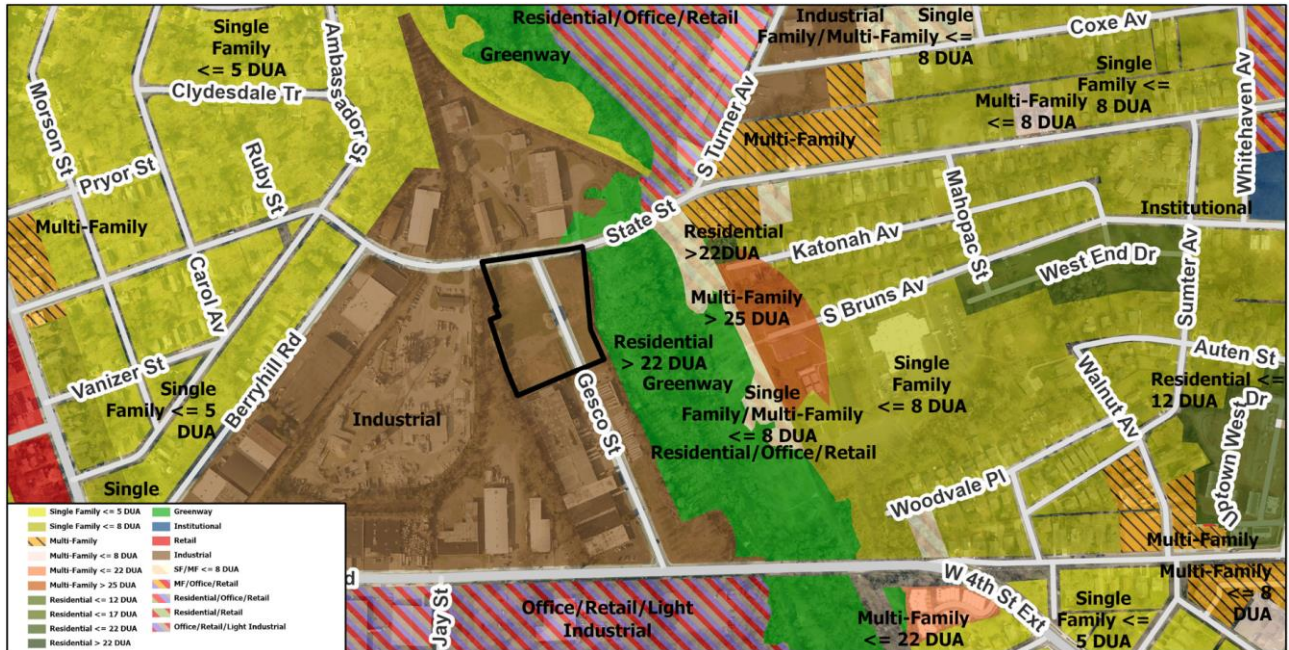 Residential/Office/Retail
Industrial
Single
Family/Multi-Family <=
8 DUA
Coxe Av
Single
Family
<= 5 DUA
Ambassador St
Greenway
Whitehaven Av
Clydesdale Tr
Single
Family <=
8 DUA
Multi-Family
<= 8 DUA
Morson St
S Turner Av
Multi-Family
Pryor St
Ruby St
Mahopac St
Multi-Family
State St
Institutional
Residential
>22DUA
Katonah Av
West End Dr
Sumter Av
Carol Av
Multi-Family
> 25 DUA
S Bruns Av
Residential
> 22 DUA
Greenway
Auten St
Vanizer St
Berryhill Rd
Single
Family <= 5
DUA
Single
Family
<= 8 DUA
Residential <=
12 DUA
Walnut Av
Industrial
Gesco St
Single
Family/Multi-Family
<= 8 DUA
Residential/Office/Retail
Uptown West Dr
Single
Woodvale Pl
Multi-Family
Single Family <= 5 DUA
Single Family <= 8 DUA
Multi-Family
Multi-Family <= 8 DUA
Multi-Family <= 22 DUA
Multi-Family > 25 DUA
Residential <= 12 DUA
Residential <= 17 DUA
Residential <= 22 DUA
Residential > 22 DUA
Greenway
Institutional
Retail
Industrial
SF/MF <= 8 DUA
MF/Office/Retail
Residential/Office/Retail
Residential/Retail
Office/Retail/Light Industrial
d
Jay St
Office/Retail/Light
Industrial
W 4th St Ext
Multi-Family
<= 22 DUA
Single
Family <=
5 DUA
Multi-Family
<= 8
DUA